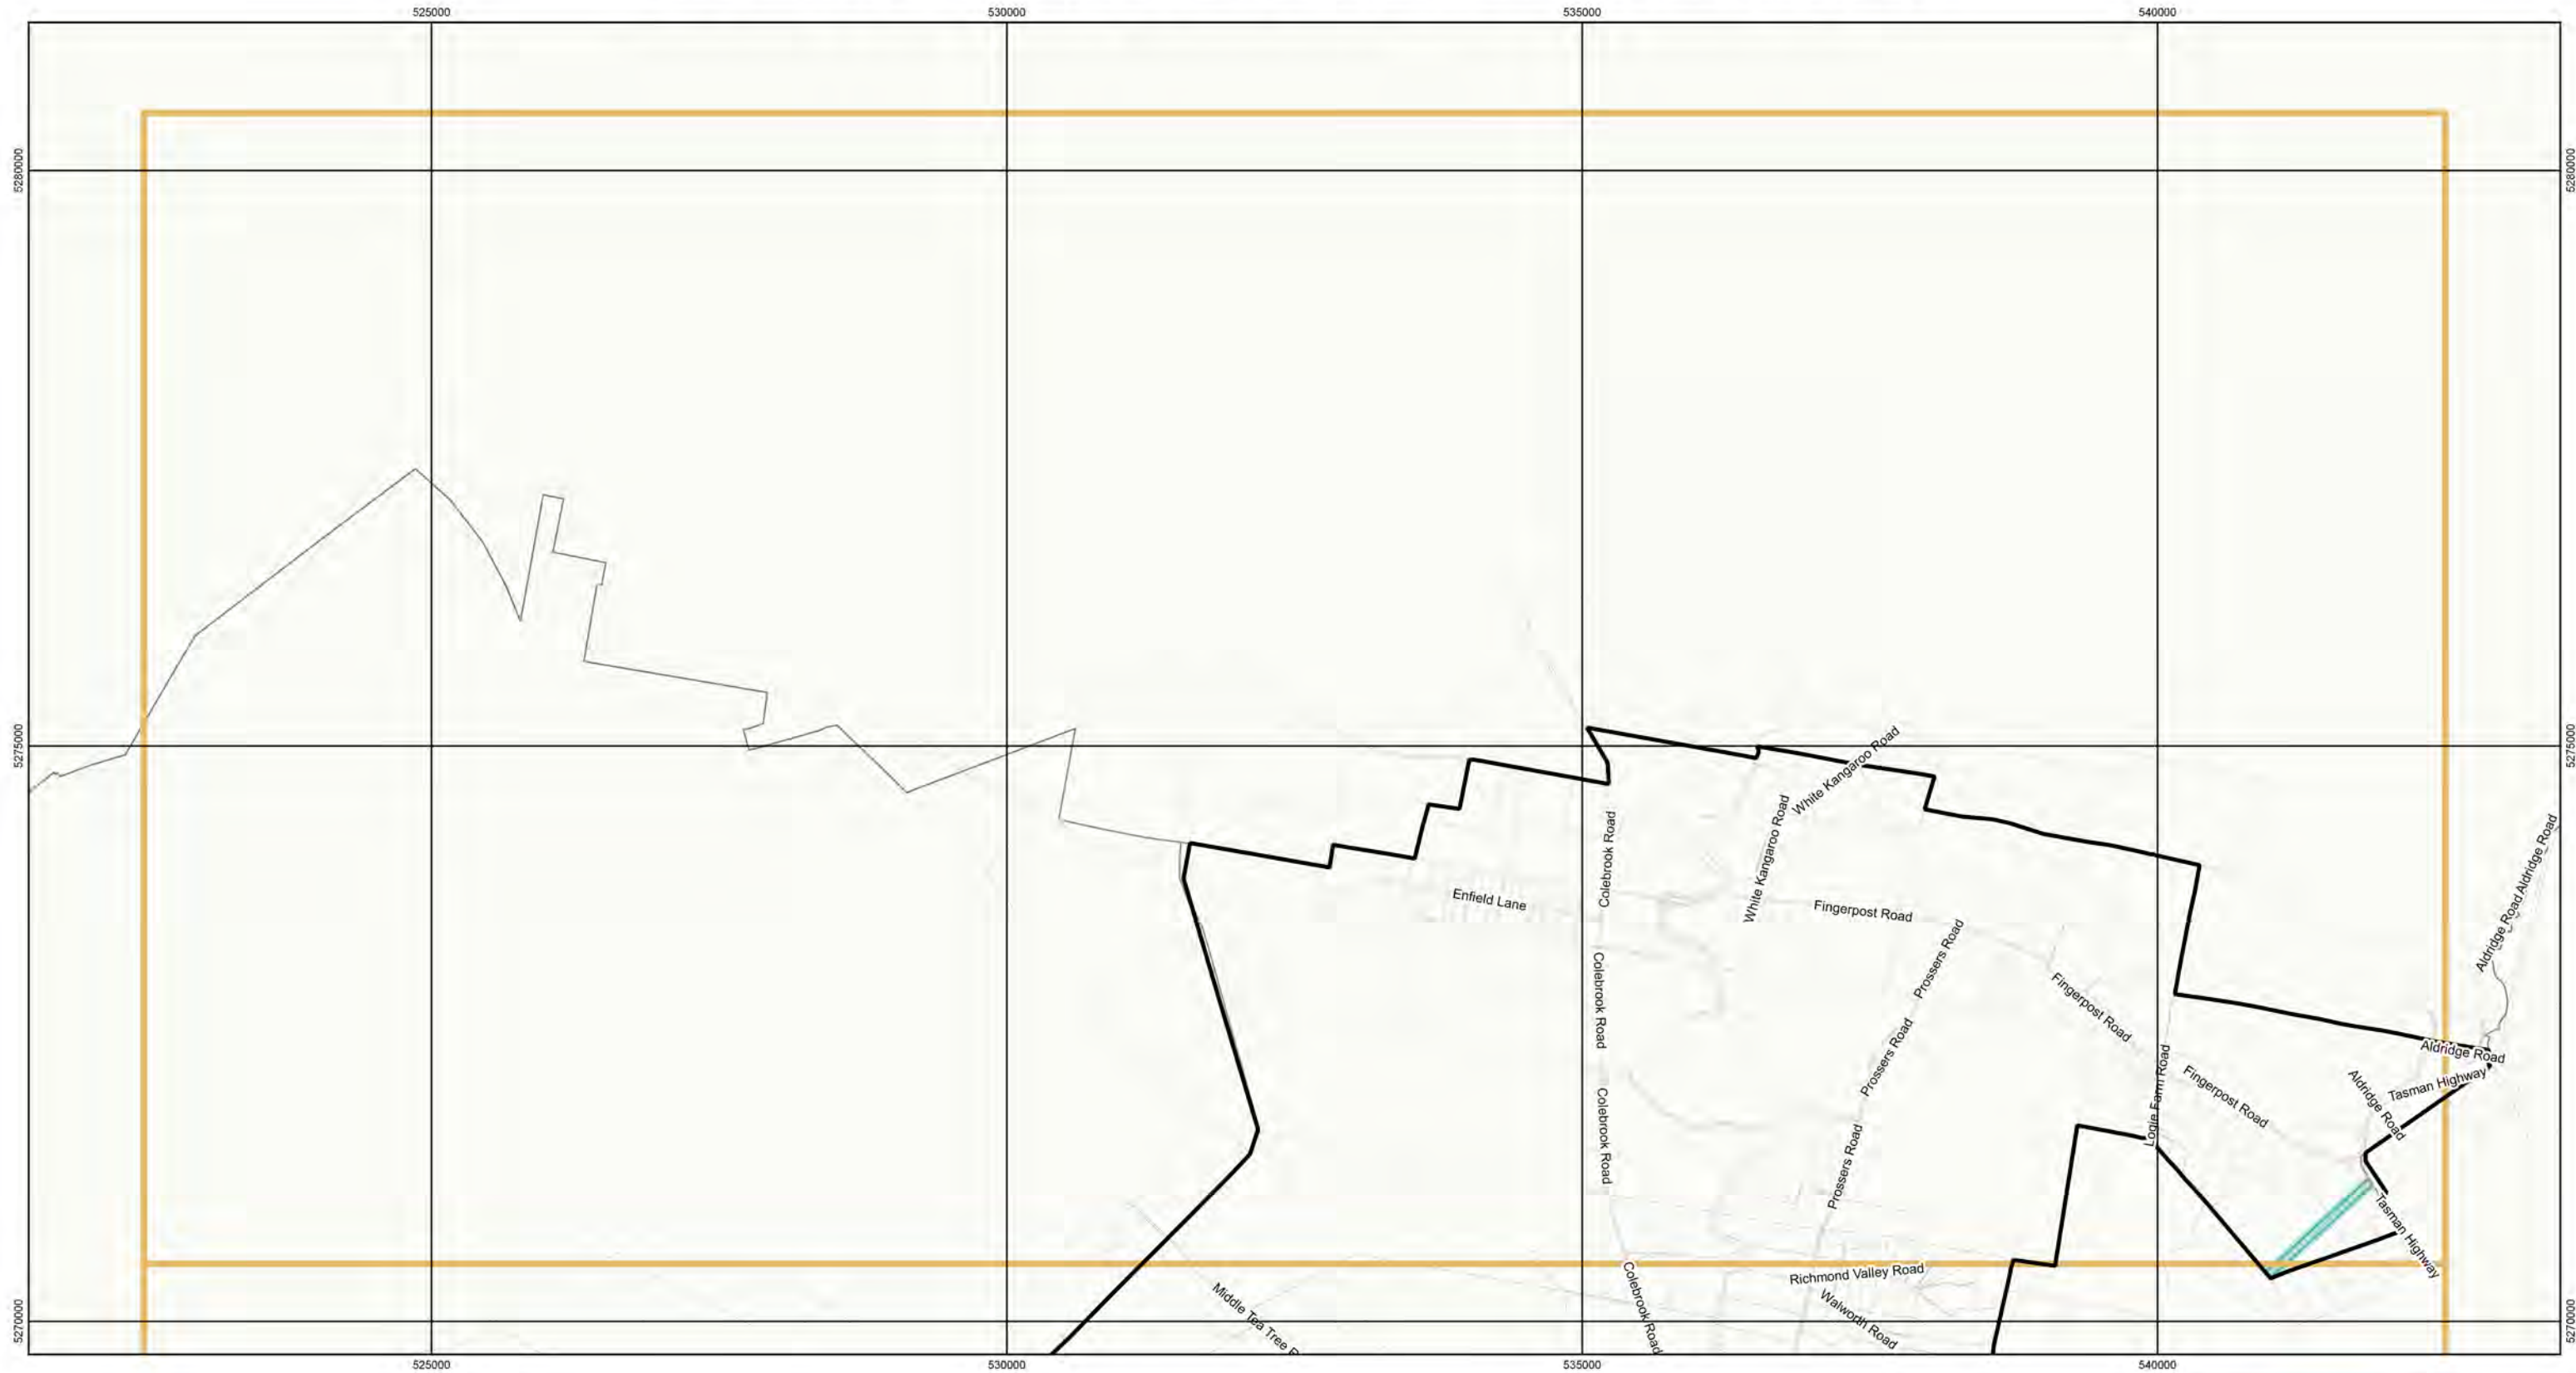 525000
530000
535000
540000
5280000
5280000
5275000
5275000
White Kangaroo Road
White Kangaroo Road
Colebrook Road
Aldridge Road
Aldridge Road
Enfield Lane
Fingerpost Road
Prossers Road
Colebrook Road
Fingerpost Road
Prossers Road
Aldridge Road
Logie Farm Road
Fingerpost Road
Tasman Highway
Aldridge Road
Colebrook Road
Prossers Road
Tasman Highway
Richmond Valley Road
Colebrook Road
Middle Tea Tree R
Walworth Road
5270000
5270000
525000
530000
535000
540000